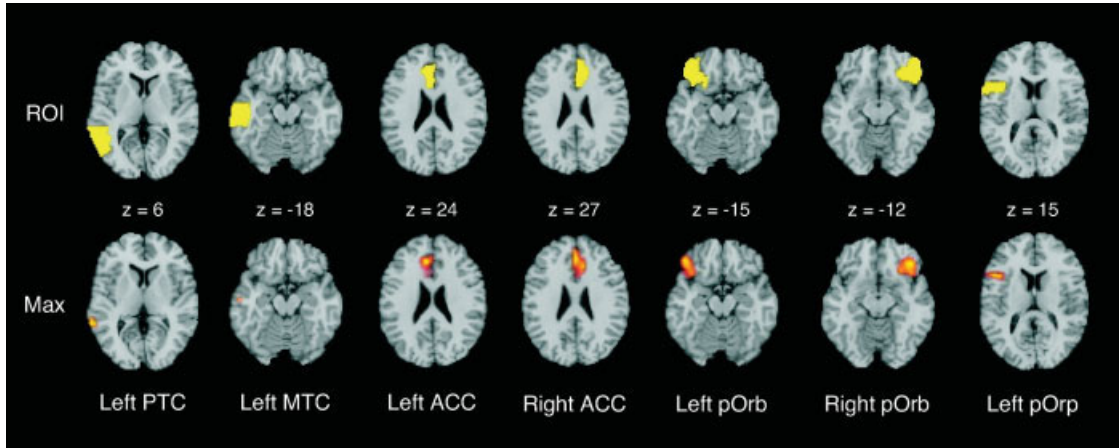 ROI
z = 6 z = -18 z = 24 z = 27 z = -15 z = -12 z = 15
Max
Left PTC Left MTC Left ACC Right ACC Left pOrb Right pOrb Left pOrp